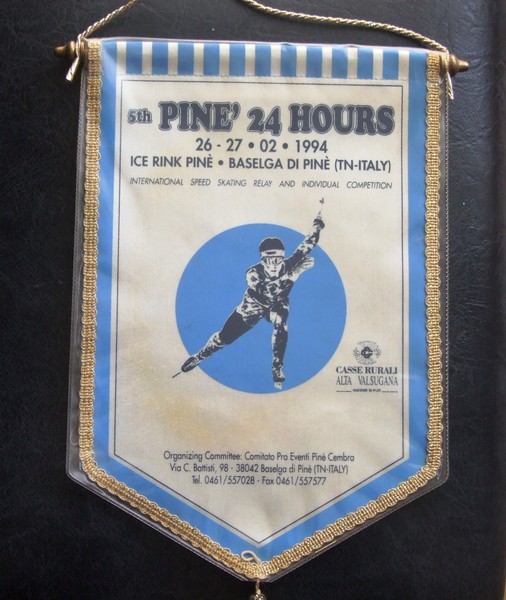 5th PINE' 24 HOURS
26 - 27 • 02 • 1994
ICE RINK PINÈ • BASELGA DI PINÈ (TN-ITALY)
INTERNATIONAL SPEED SKATING RELAY AND INDIVIDUAL COMPETITION
CASSE RURALI
ALTA VALSUGANA
Organizing Committee: Comitato Pro Eventi Pinè Cembra
Via C. Battisti, 98 - 38042 Baselga di Pinè (TN-ITALY)
Tel. 0461/557028 - Fax 0461/557577